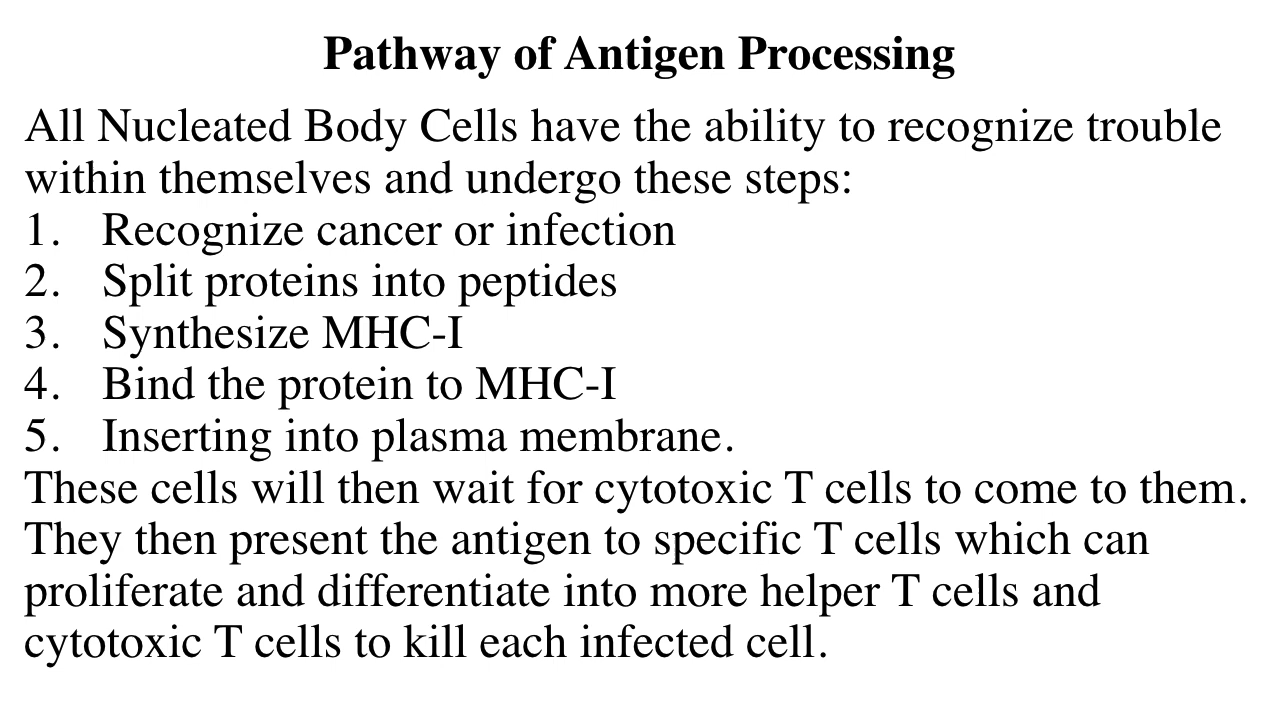 Pathway of Antigen Processing
All Nucleated Body Cells have the ability to recognize trouble
within themselves and undergo these steps:
1. Recognize cancer or infection
2. Split proteins into peptides
3. Synthesize MHC-I
4. Bind the protein to MHC-I
5. Inserting into plasma membrane.
These cells will then wait for cytotoxic T cells to come to them.
They then present the antigen to specific T cells which can
proliferate and differentiate into more helper T cells and
cytotoxic T cells to kill each infected cell.